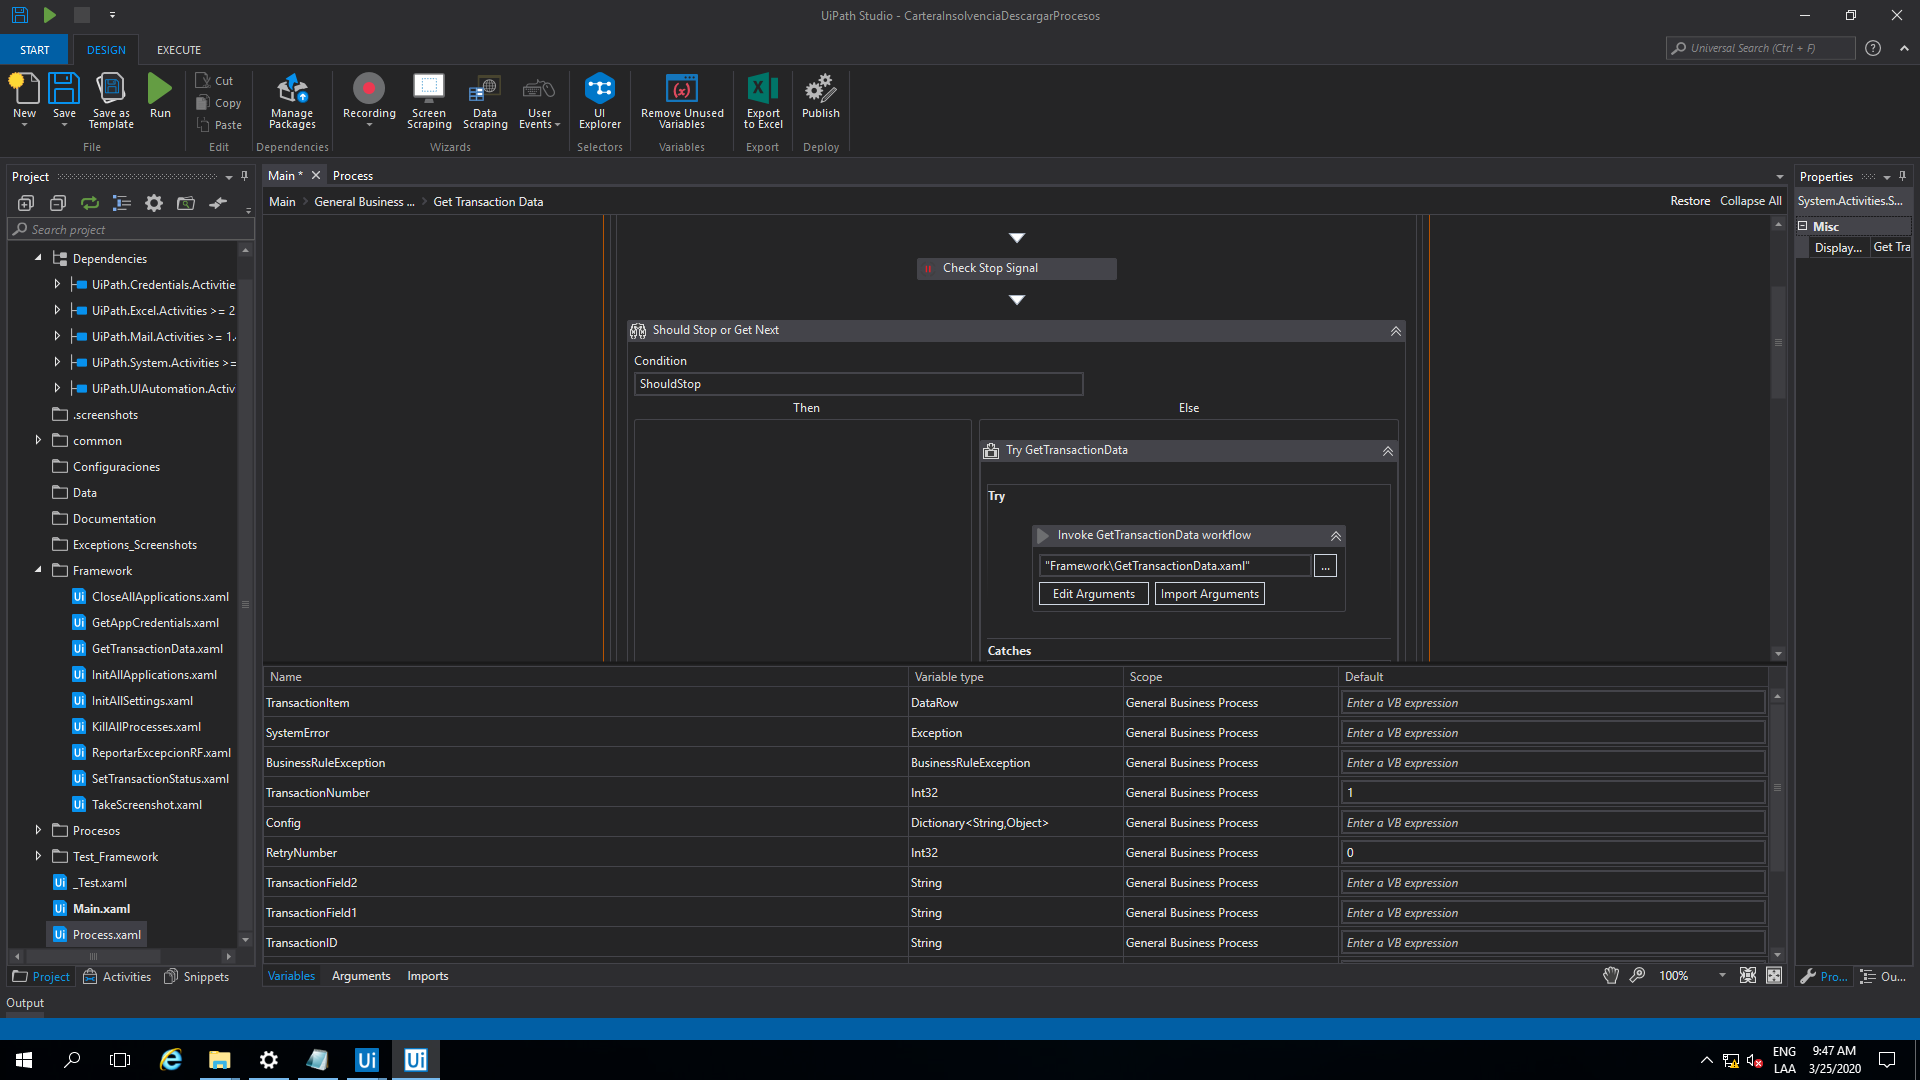 UiPath Studio - CarteraInsolvenciaDescargarProcesos
START
DESIGN
EXECUTE
Universal Search (Ctrl + F)
New
Save
Save as
Template
Run
File
Cut
Copy
Paste
Edit
Manage
Packages
Dependencies
Recording
Screen
Scraping
Data
Scraping
User
Events
Wizards
UI
Explorer
Selectors
Remove Unused
Variables
Variables
Export
to Excel
Export
Publish
Deploy
Project
Search project
Dependencies
UiPath.Credentials.Activitie
UiPath.Excel.Activities >= 2
UiPath.Mail.Activities >= 1.
UiPath.System.Activities >=
UiPath.UIAutomation.Activ
.screenshots
common
Configuraciones
Data
Documentation
Exceptions_Screenshots
Framework
CloseAllApplications.xaml
GetAppCredentials.xaml
GetTransactionData.xaml
InitAllApplications.xaml
InitAllSettings.xaml
KillAllProcesses.xaml
ReportarExcepcionRF.xaml
SetTransactionStatus.xaml
TakeScreenshot.xaml
Procesos
Test_Framework
_Test.xaml
Main.xaml
Process.xaml
Project
Activities
Snippets
Output
Main *
Process
Main
General Business ...
Get Transaction Data
Restore
Collapse All
Check Stop Signal
Should Stop or Get Next
Condition
ShouldStop
Then
Else
Try GetTransactionData
Try
Invoke GetTransactionData workflow
"Framework\GetTransactionData.xaml"
...
Edit Arguments
Import Arguments
Catches
Name Variable type Scope Default
TransactionItem DataRow General Business Process Enter a VB expression
SystemError Exception General Business Process Enter a VB expression
BusinessRuleException BusinessRuleException General Business Process Enter a VB expression
TransactionNumber Int32 General Business Process 1
Config Dictionary<String,Object> General Business Process Enter a VB expression
RetryNumber Int32 General Business Process 0
TransactionField2 String General Business Process Enter a VB expression
TransactionField1 String General Business Process Enter a VB expression
TransactionID String General Business Process Enter a VB expression
Variables
Arguments
Imports
100%
Properties
System.Activities.S...
Misc
Display... Get Tra
Pro...
Ou...
ENG
LAA
9:47 AM
3/25/2020